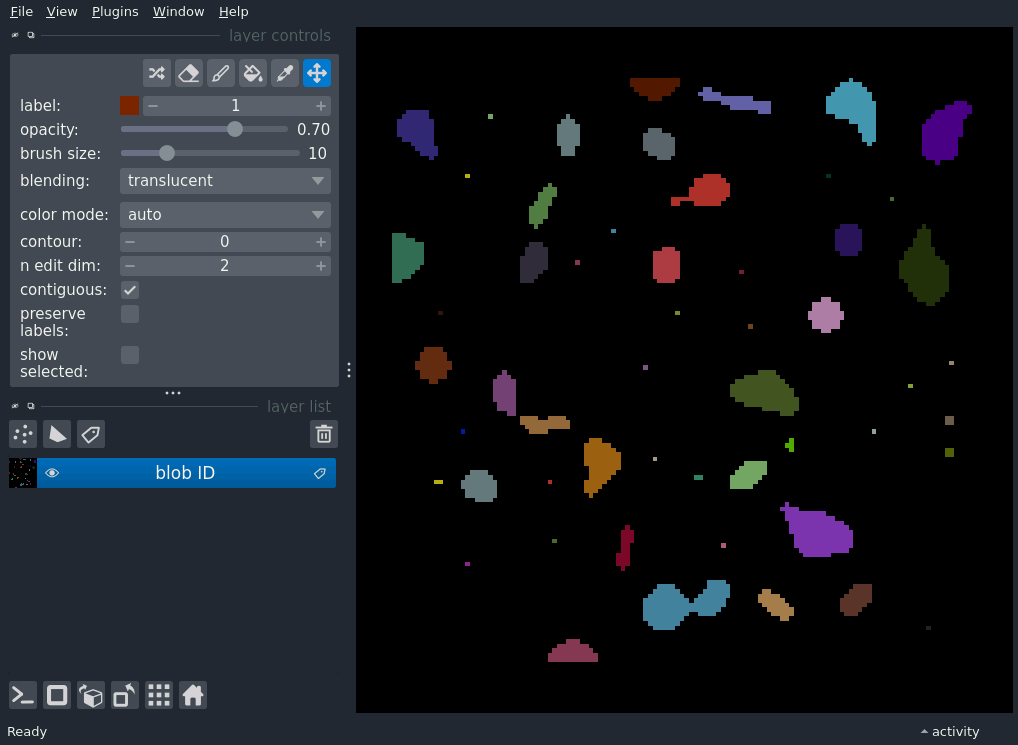 File View Plugins Window Help
layer controls
label: 1
opacity: 0.70
brush size: 10
blending: translucent
color mode: auto
contour: 0
n edit dim: 2
contiguous:
preserve
labels:
show
selected:
layer list
blob ID
Ready
activity